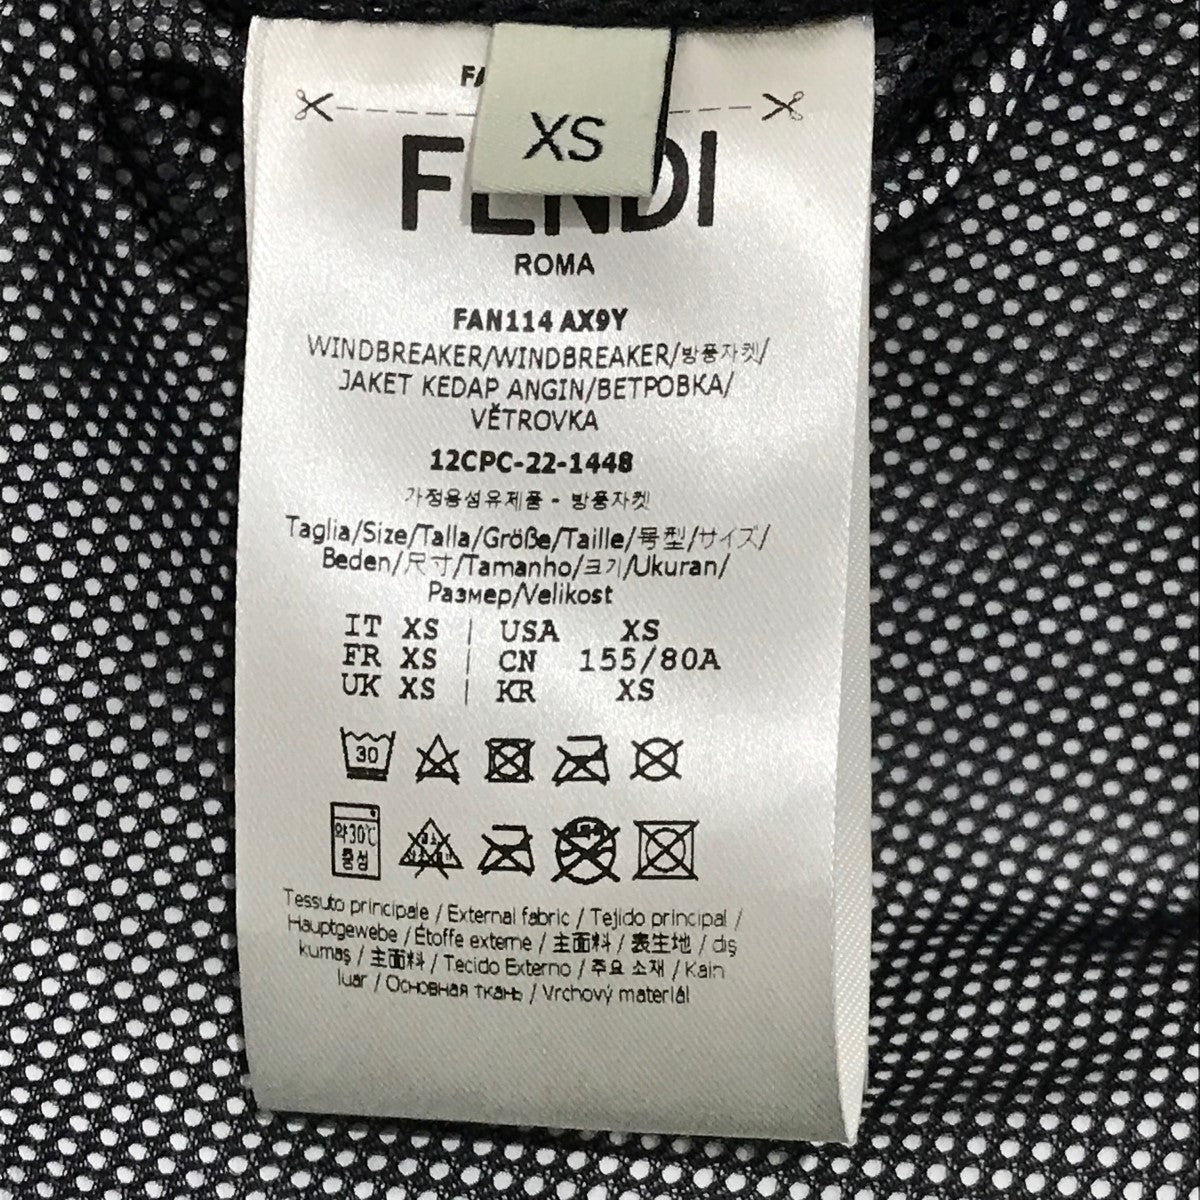 XS
FENDI
ROMA
FAN114 AX9Y
WINDBREAKER/WINDBREAKER/방풍자켓/
JAKET KEDAP ANGIN/ВЕТРОВКА/
VĚTROVKA
12CPC-22-1448
가정용섬유제품 - 방풍자켓
Taglia/Size/Talla/Größe/Taille/号型/サイズ/
Beden/尺寸/Tamanho/크기/Ukuran/
Размер/Velikost
IT XS | USA XS
FR XS | CN 155/80A
UK XS | KR XS
30
약30℃
중성
Tessuto principale / External fabric / Tejido principal /
Hauptgewebe / Étoffe externe / 主面料 / 表生地 / dış
kumaş / 主面料 / Tecido Externo / 주요 소재 / Kain
luar / Основная ткань / Vrchový materiál